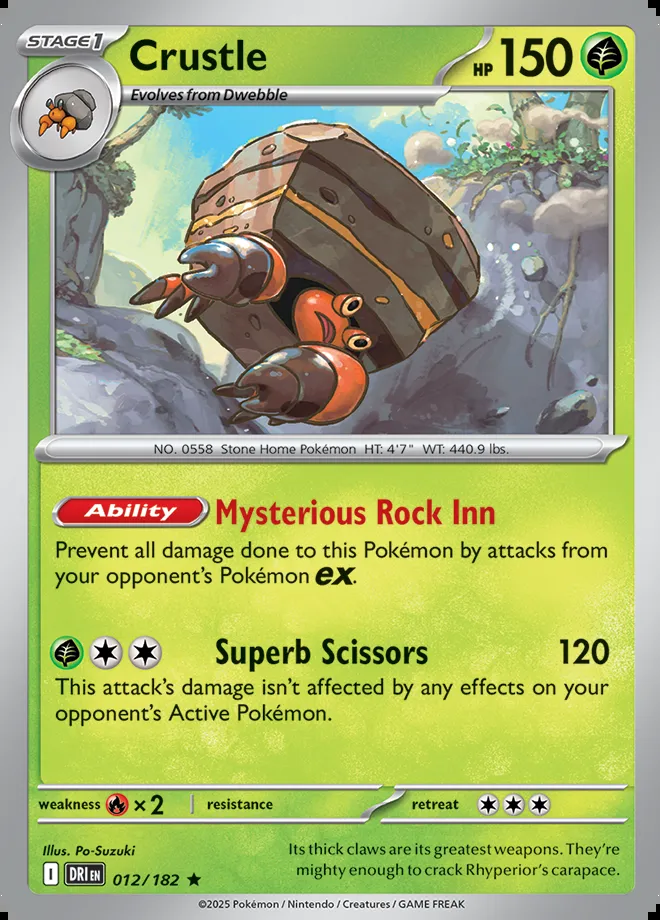 STAGE 1
Crustle
HP 150
Evolves from Dwebble
NO. 0558 Stone Home Pokémon HT: 4'7" WT: 440.9 lbs.
Ability Mysterious Rock Inn
Prevent all damage done to this Pokémon by attacks from
your opponent's Pokémon ex.
Superb Scissors 120
This attack's damage isn't affected by any effects on your
opponent's Active Pokémon.
weakness ×2 resistance retreat
Illus. Po-Suzuki
Its thick claws are its greatest weapons. They're
mighty enough to crack Rhyperior's carapace.
I DRI EN 012/182 ★
©2025 Pokémon / Nintendo / Creatures / GAME FREAK